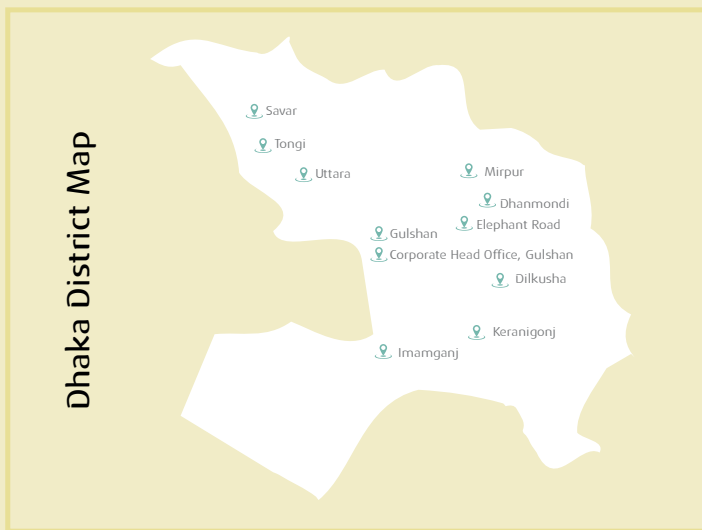 Dhaka District Map
Savar
Tongi
Uttara
Mirpur
Dhanmondi
Elephant Road
Gulshan
Corporate Head Office, Gulshan
Dilkusha
Keranigonj
Imamganj